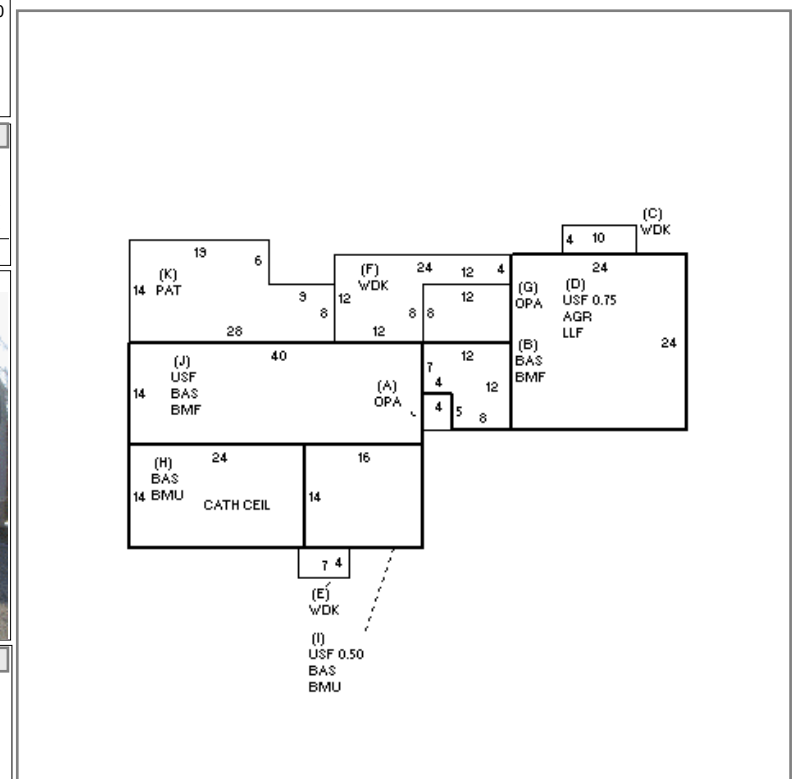 (C)
WDK
4 10
19
6
(K)
PAT
14
9
8
28
(F)
WDK
24 12 4
12
12
8 8
12
(G)
OPA
24
(D)
USF 0.75
AGR
LLF
24
(B)
BAS
BMF
40
(J)
USF
BAS
BMF
14
(A)
OPA
7
12
4
12
4
5
8
(H)
BAS
BMU
24
14
CATH CEIL
16
14
7 4
(E)
WDK
(I)
USF 0.50
BAS
BMU